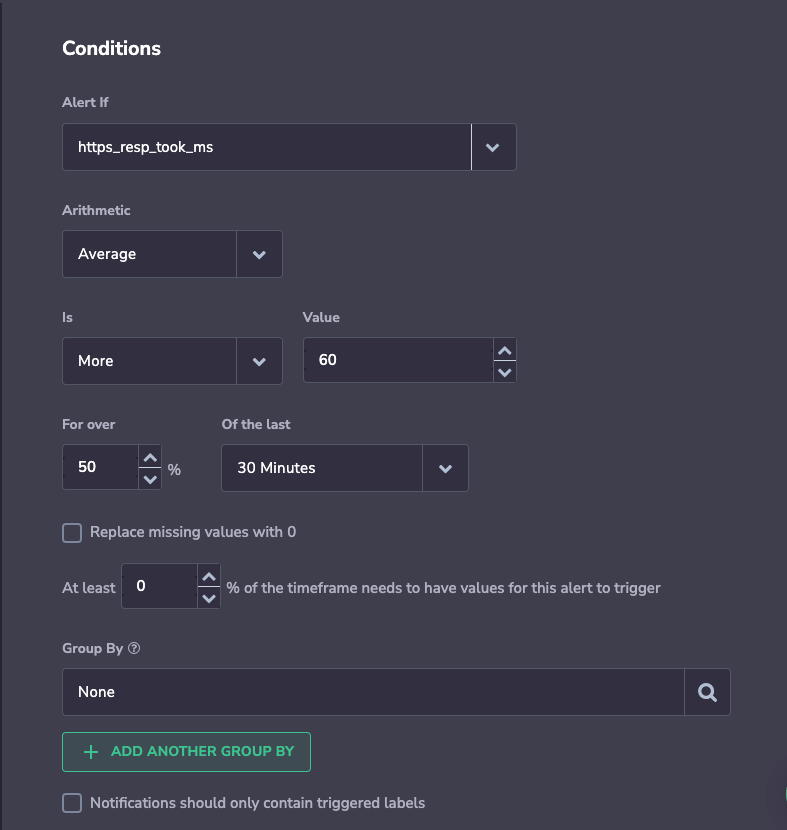 Conditions
Alert If
https_resp_took_ms
Arithmetic
Average
Is Value
More 60
For over Of the last
50 % 30 Minutes
Replace missing values with 0
At least 0 % of the timeframe needs to have values for this alert to trigger
Group By ?
None
+ ADD ANOTHER GROUP BY
Notifications should only contain triggered labels